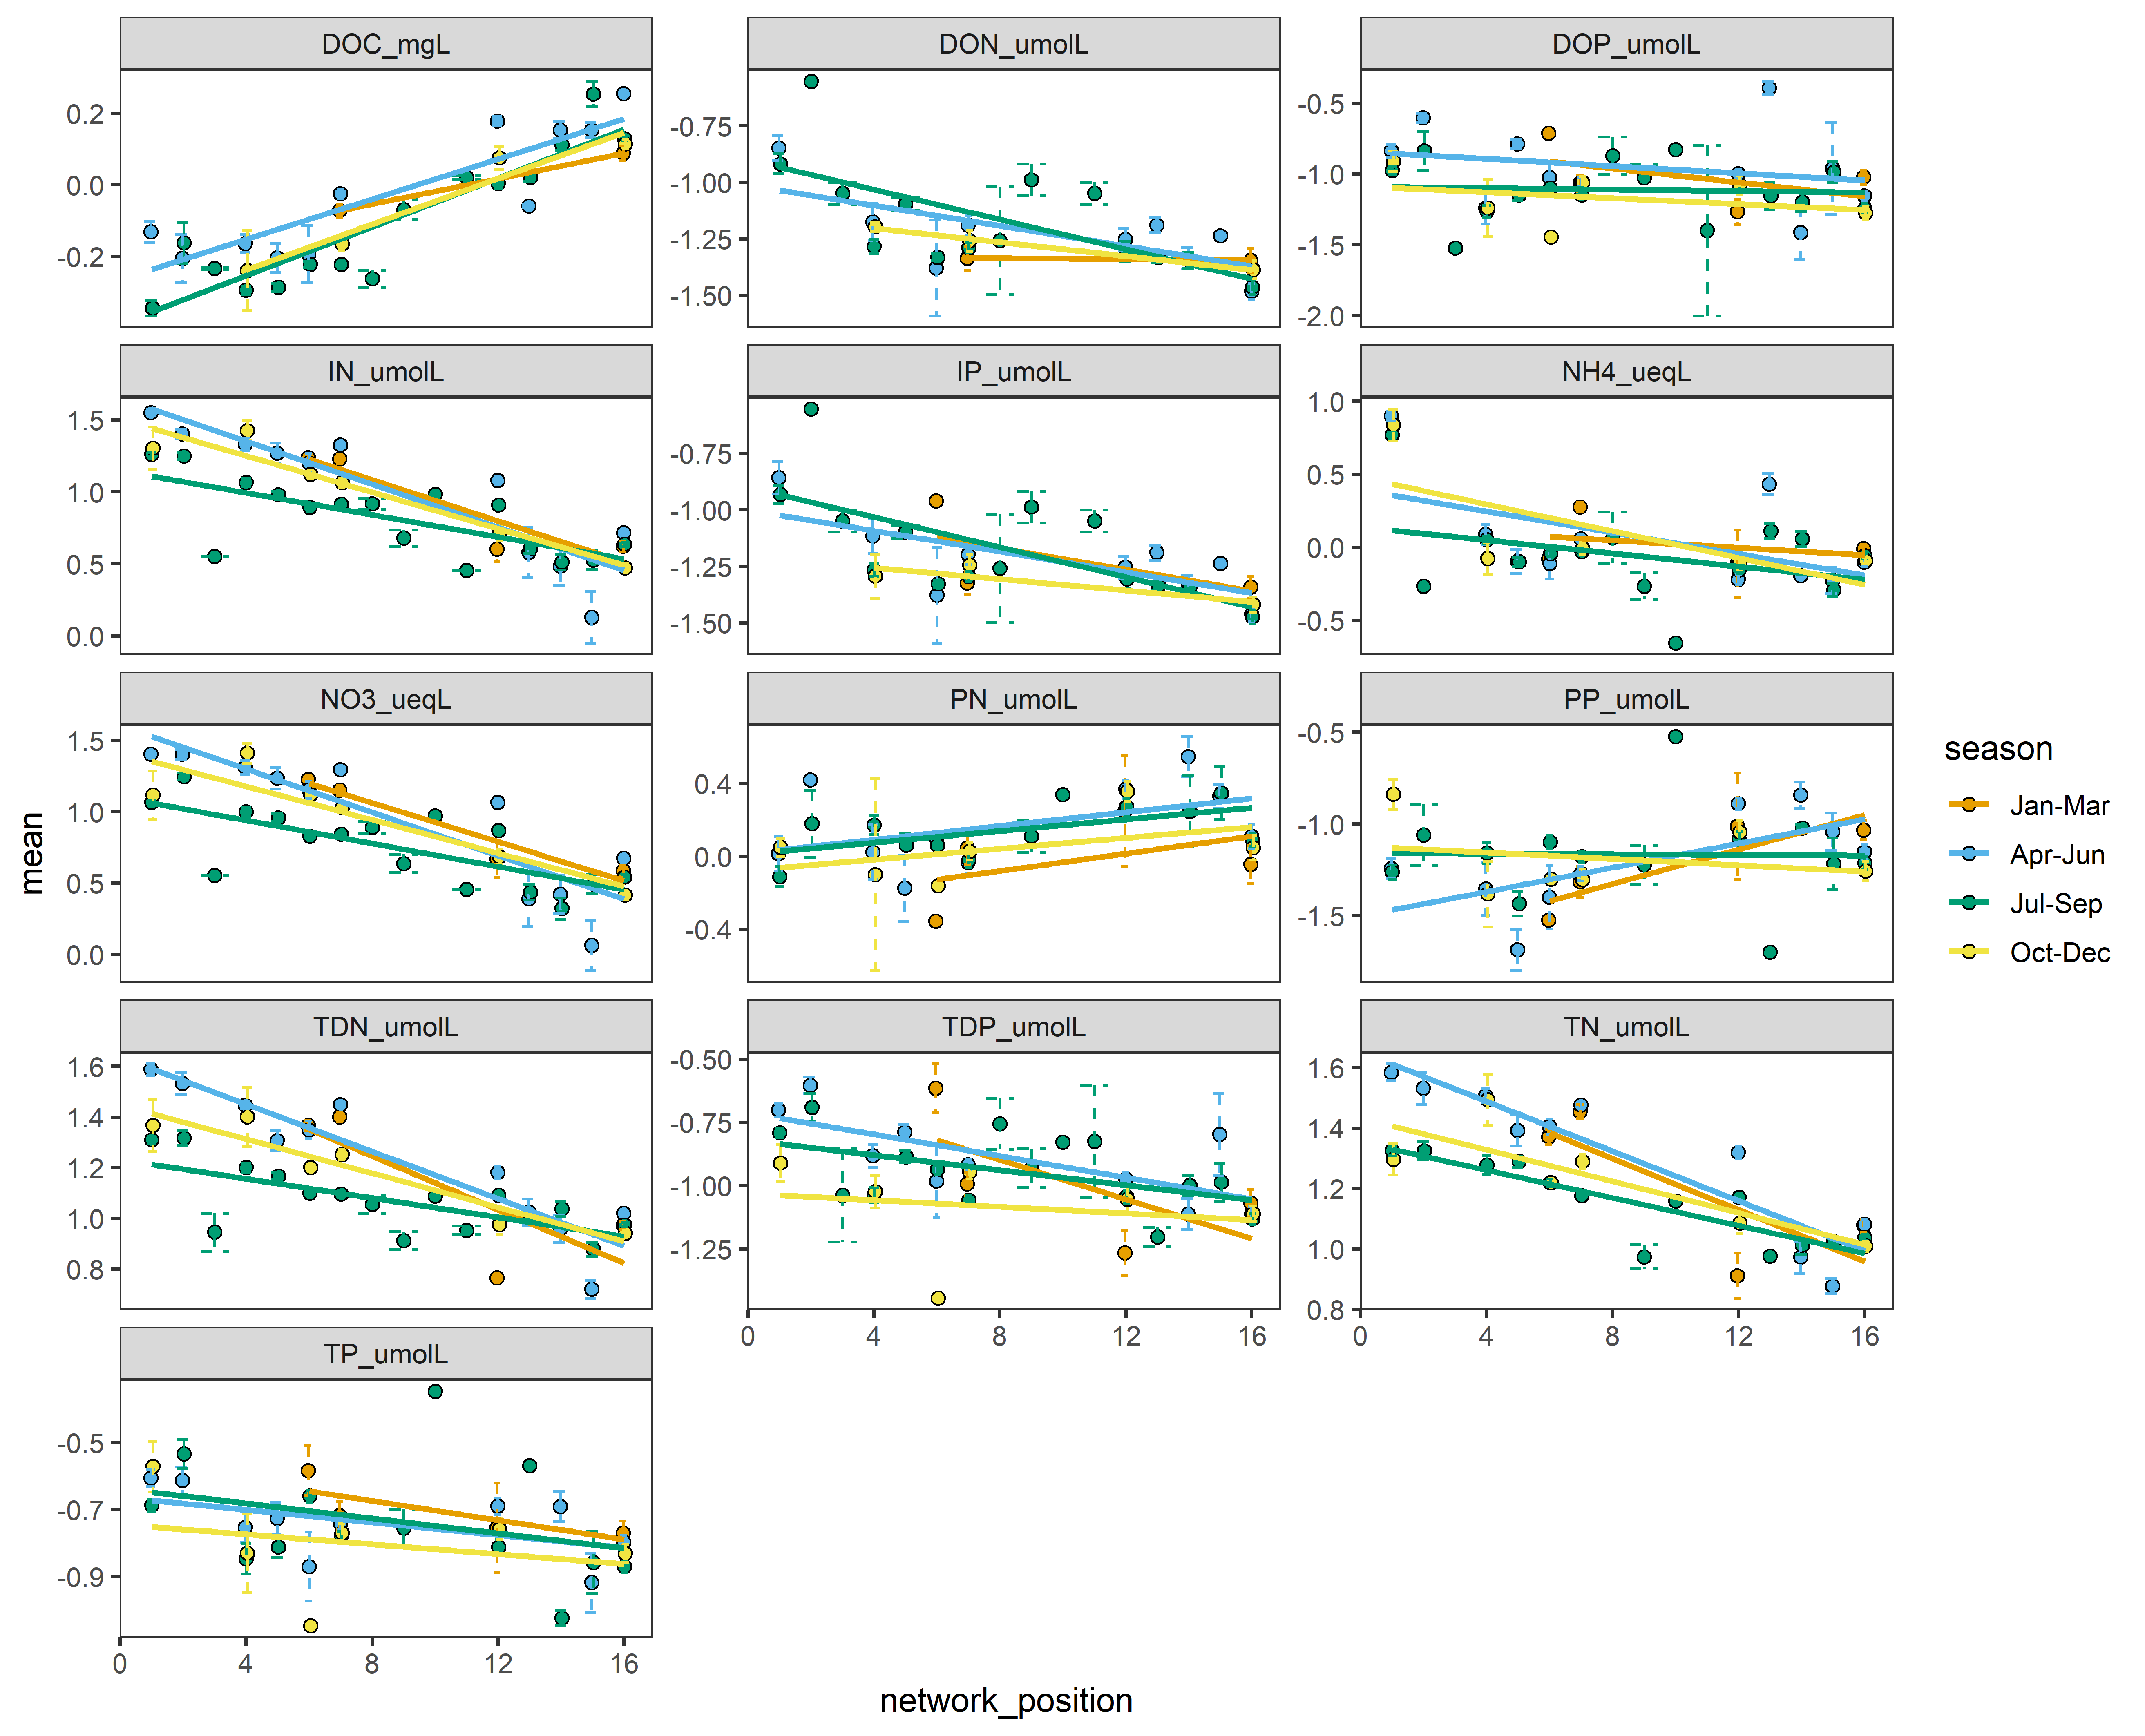 DOC_mgL
DON_umolL
DOP_umolL
0.2
0.0
-0.2
-0.75
-1.00
-1.25
-1.50
-0.5
-1.0
-1.5
-2.0
IN_umolL
IP_umolL
NH4_ueqL
1.5
1.0
0.5
0.0
-0.75
-1.00
-1.25
-1.50
1.0
0.5
0.0
-0.5
NO3_ueqL
PN_umolL
PP_umolL
1.5
1.0
0.5
0.0
0.4
0.0
-0.4
-0.5
-1.0
-1.5
TDN_umolL
TDP_umolL
TN_umolL
1.6
1.4
1.2
1.0
0.8
-0.50
-0.75
-1.00
-1.25
0 4 8 12 16
1.6
1.4
1.2
1.0
0.8
0 4 8 12 16
TP_umolL
-0.5
-0.7
-0.9
0 4 8 12 16
mean
network_position
season
Jan-Mar
Apr-Jun
Jul-Sep
Oct-Dec